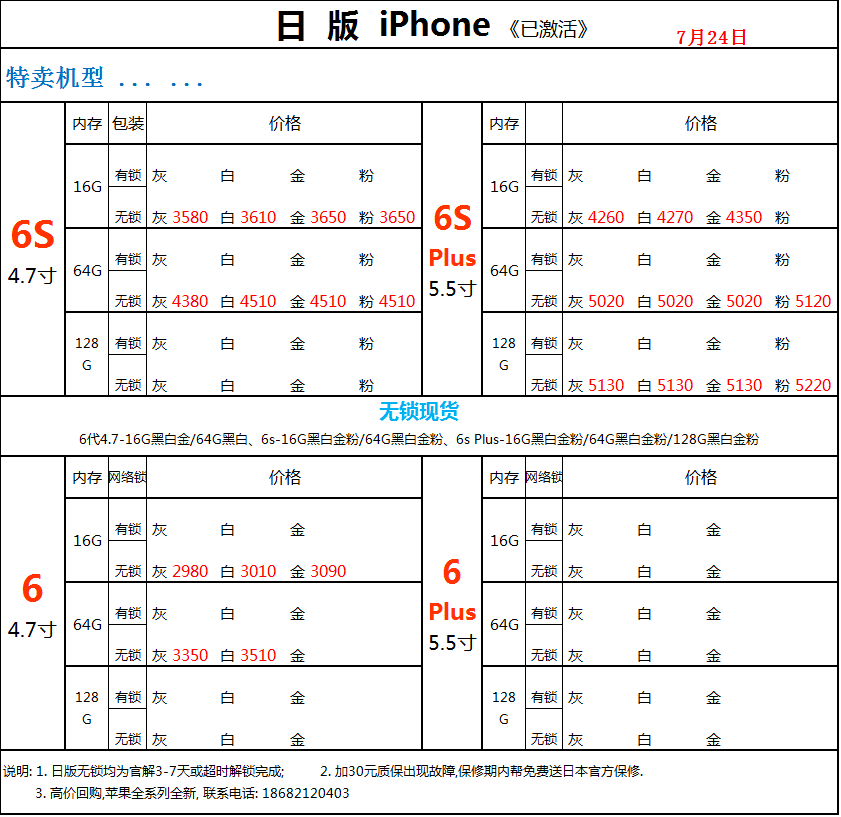 日 版 iPhone 《已激活》 7月24日
特卖机型 ... ...
内存 包装 价格 内存 价格
6S 4.7寸
16G 有锁 灰 白 金 粉
无锁 灰 3580 白 3610 金 3650 粉 3650
64G 有锁 灰 白 金 粉
无锁 灰 4380 白 4510 金 4510 粉 4510
128G 有锁 灰 白 金 粉
无锁 灰 白 金 粉
6S Plus 5.5寸
16G 有锁 灰 白 金 粉
无锁 灰 4260 白 4270 金 4350 粉
64G 有锁 灰 白 金 粉
无锁 灰 5020 白 5020 金 5020 粉 5120
128G 有锁 灰 白 金 粉
无锁 灰 5130 白 5130 金 5130 粉 5220
无锁现货
6代4.7-16G黑白金/64G黑白、6s-16G黑白金粉/64G黑白金粉、6s Plus-16G黑白金粉/64G黑白金粉/128G黑白金粉
内存 网络锁 价格 内存 网络锁 价格
6 4.7寸
16G 有锁 灰 白 金
无锁 灰 2980 白 3010 金 3090
64G 有锁 灰 白 金
无锁 灰 3350 白 3510 金
128G 有锁 灰 白 金
无锁 灰 白 金
6 Plus 5.5寸
16G 有锁 灰 白 金
无锁 灰 白 金
64G 有锁 灰 白 金
无锁 灰 白 金
128G 有锁 灰 白 金
无锁 灰 白 金
说明: 1. 日版无锁均为官解3-7天或超时解锁完成; 2. 加30元质保出现故障,保修期内帮免费送日本官方保修.
3. 高价回购,苹果全系列全新, 联系电话: 18682120403